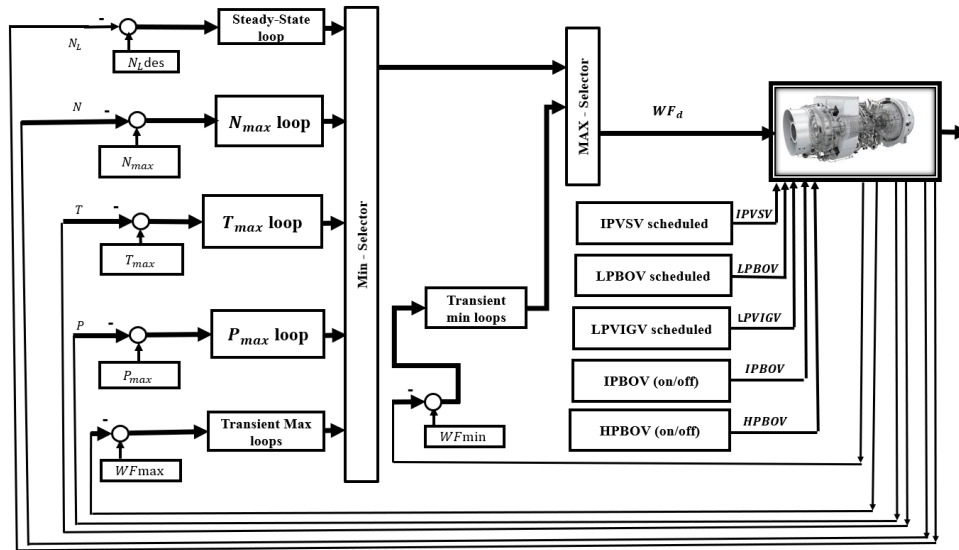 -
Steady-State
loop
N_L
N_Ldes
N
-
N_max loop
N_max
T
-
T_max loop
T_max
P
-
P_max loop
P_max
-
Transient Max
loops
WFmax
Min - Selector
MAX - Selector
WF_d
Transient
min loops
-
WFmin
IPVSV scheduled
IPVSV
LPBOV scheduled
LPBOV
LPVIGV scheduled
LPVIGV
IPBOV (on/off)
IPBOV
HPBOV (on/off)
HPBOV